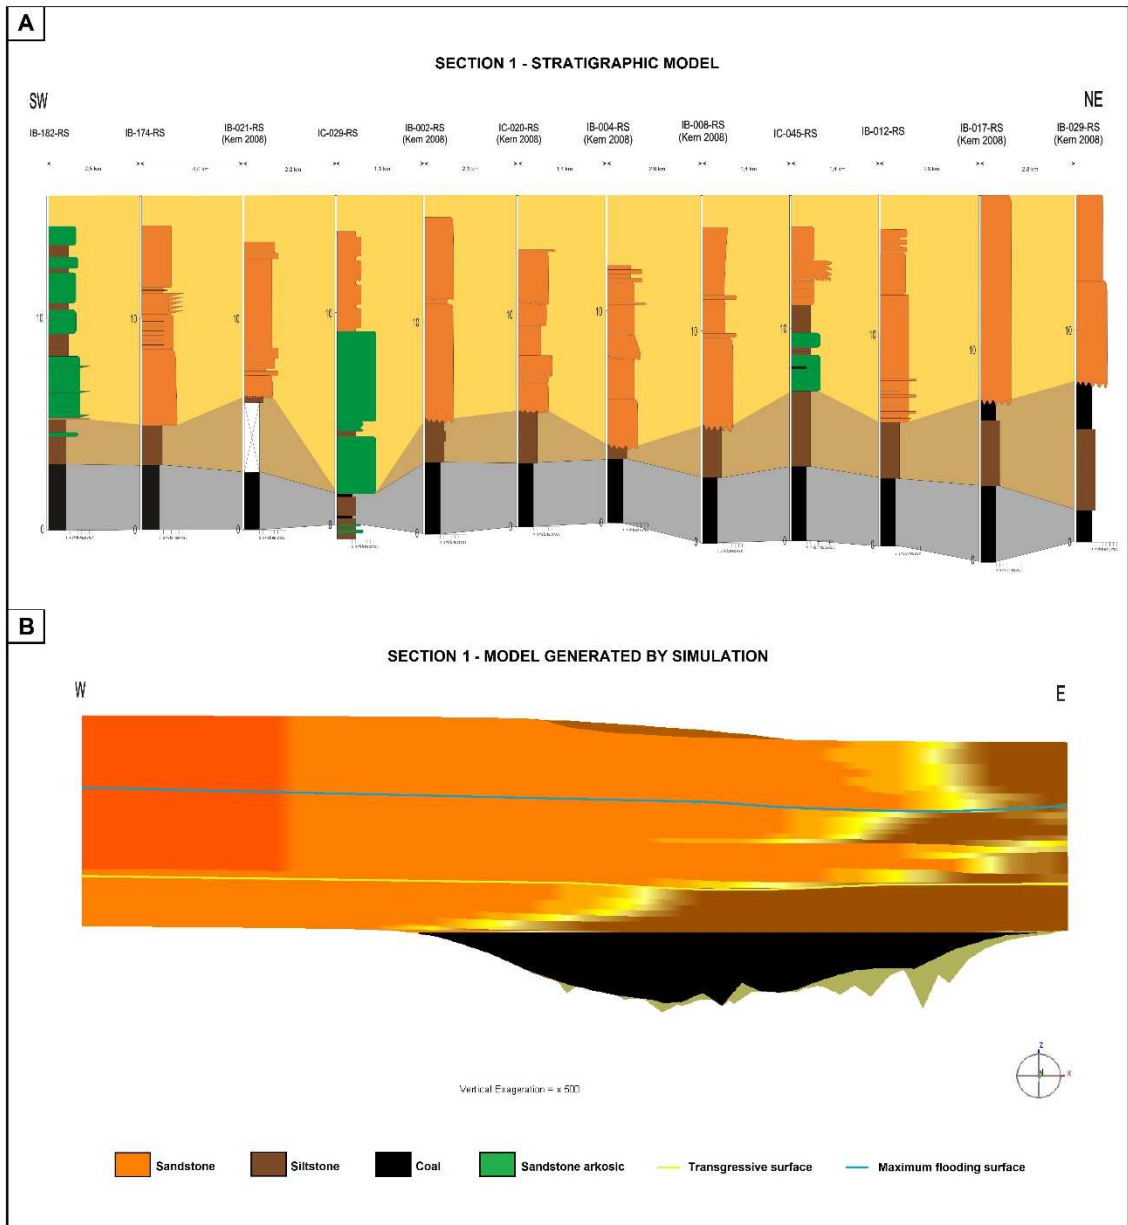 A
SECTION 1 - STRATIGRAPHIC MODEL
SW
NE
IB-182-RS
IB-174-RS
IB-021-RS
(Kern 2008)
IC-029-RS
IB-002-RS
(Kern 2008)
IC-020-RS
(Kern 2008)
IB-004-RS
(Kern 2008)
IB-008-RS
(Kern 2008)
IC-045-RS
IB-012-RS
IB-017-RS
(Kern 2008)
IB-029-RS
(Kern 2008)
10 10 10 10 10 10 10 10 10 10 10 10
0 0 0 0 0 0 0 0 0 0 0 0
B
SECTION 1 - MODEL GENERATED BY SIMULATION
W
E
Z
N
X
Vertical Exageration = x 500
Sandstone
Siltstone
Coal
Sandstone arkosic
Transgressive surface
Maximum flooding surface